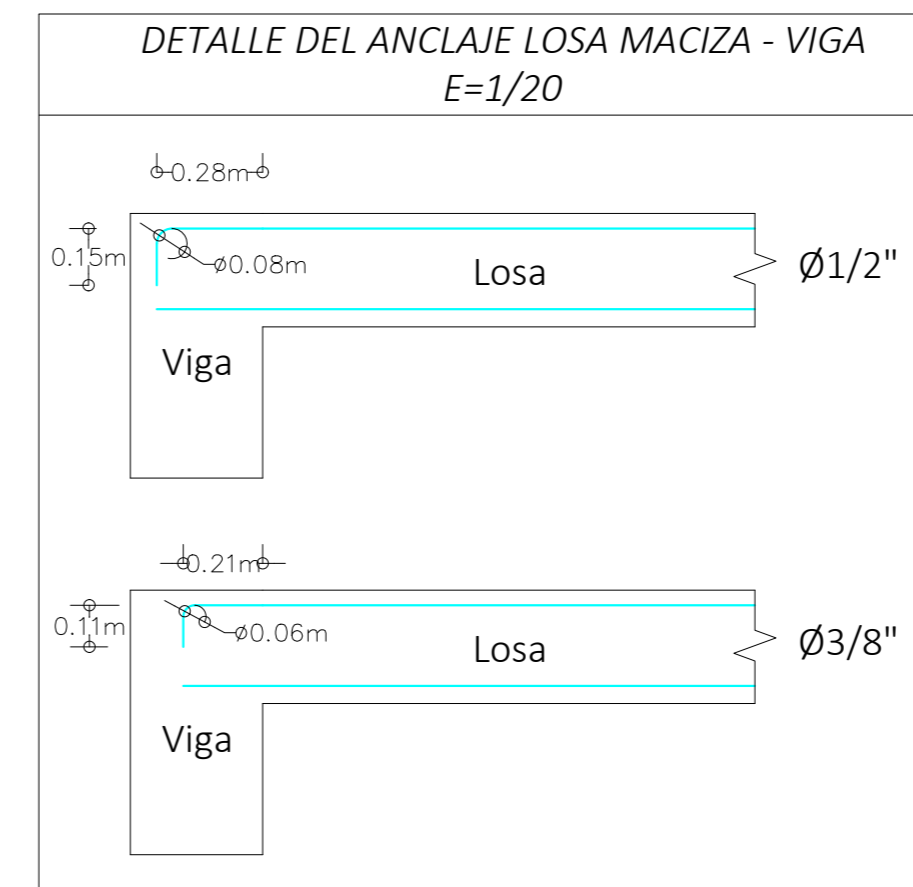 DETALLE DEL ANCLAJE LOSA MACIZA - VIGA
E=1/20
0.28m
0.15m
Ø0.08m
Losa
Ø1/2"
Viga
0.21m
0.11m
Ø0.06m
Losa
Ø3/8"
Viga